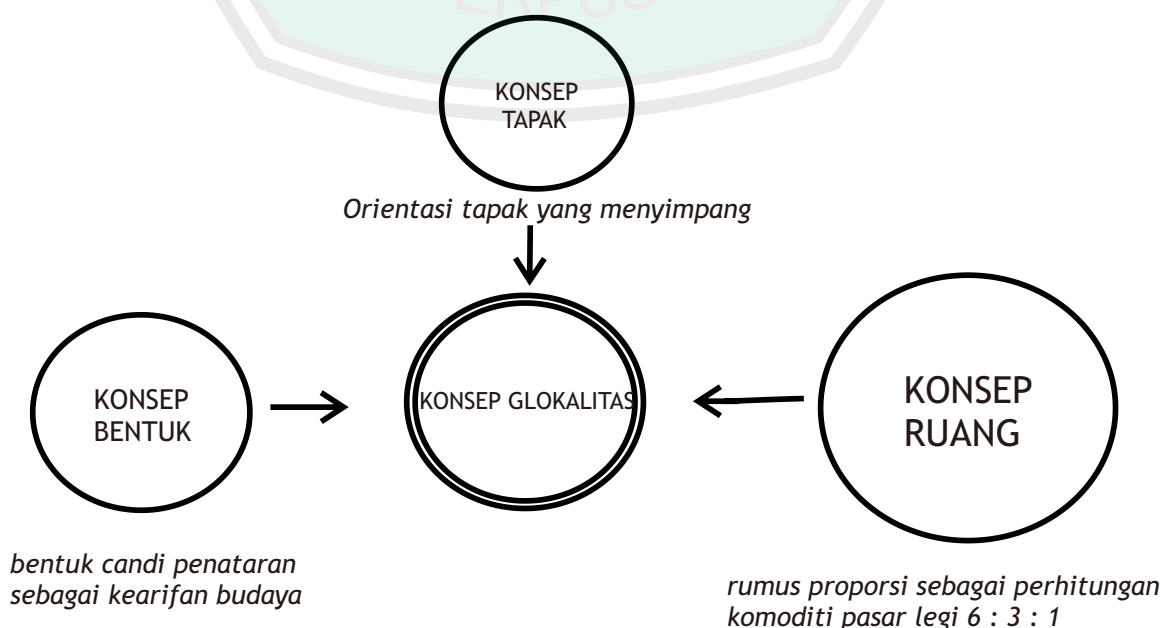 KONSEP
TAPAK
Orientasi tapak yang menyimpang
KONSEP
BENTUK
KONSEP GLOKALITAS
KONSEP
RUANG
bentuk candi penataran
sebagai kearifan budaya
rumus proporsi sebagai perhitungan
komoditi pasar legi 6 : 3 : 1